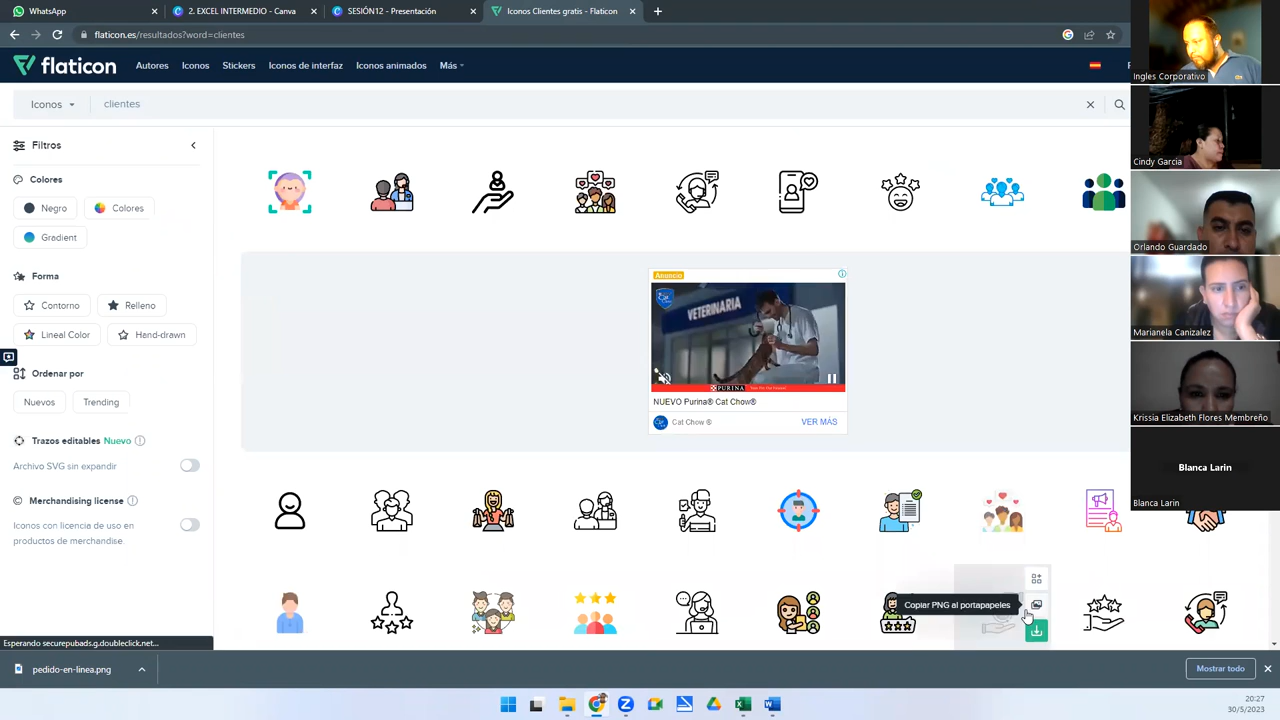 WhatsApp
2. EXCEL INTERMEDIO - Canva
SESIÓN12 - Presentación
Iconos Clientes gratis - Flaticon
flaticon.es/resultados?word=clientes
flaticon
Autores
Iconos
Stickers
Iconos de interfaz
Iconos animados
Más
Iconos
clientes
Filtros
Colores
Negro
Colores
Gradient
Forma
Contorno
Relleno
Lineal Color
Hand-drawn
Ordenar por
Nuevos
Trending
Trazos editables Nuevo
Archivo SVG sin expandir
Merchandising license
Iconos con licencia de uso en
productos de merchandise.
Anuncio
VETERINARIA
PURINA
NUEVO Purina® Cat Chow®
Cat Chow ®
VER MÁS
Copiar PNG al portapapeles
Esperando securepubads.g.doubleclick.net...
pedido-en-linea.png
Mostrar todo
20:27
30/5/2023
Ingles Corporativo
Cindy García
Orlando Guardado
Marianela Canizalez
Krissia Elizabeth Flores Membreño
Blanca Larin
Blanca Larin